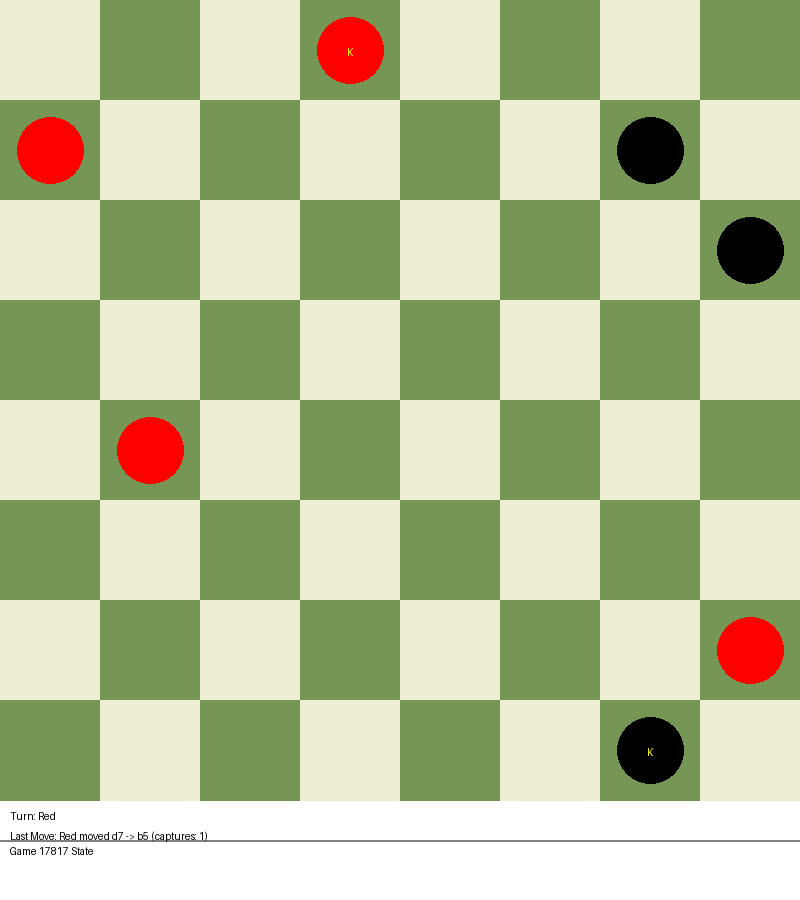 K
K
Turn: Red
Last Move: Red moved d7 -> b5 (captures: 1)
Game 17817 State